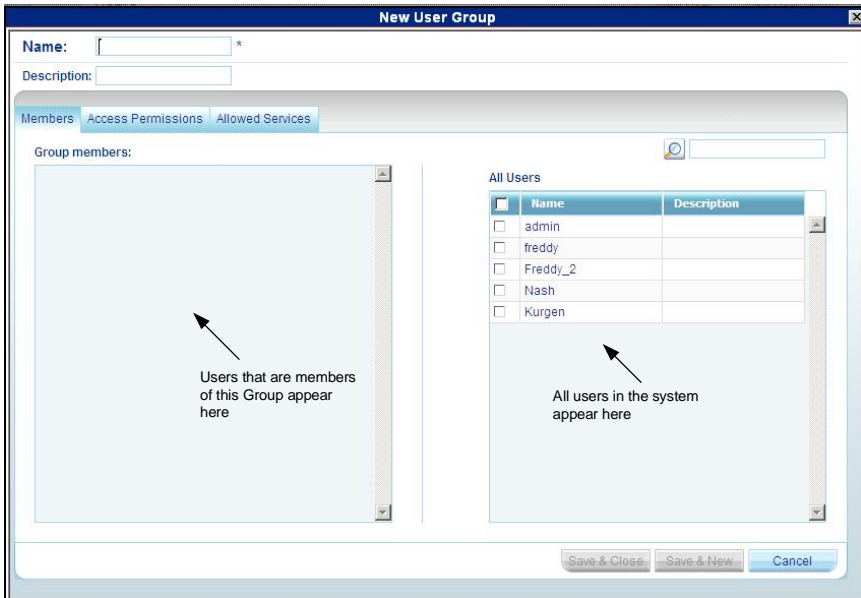 New User Group
Name: *
Description:
Members Access Permissions Allowed Services
Group members:
All Users
Name Description
admin
freddy
Freddy_2
Nash
Kurgen
Users that are members
of this Group appear
here
All users in the system
appear here
Save & Close Save & New Cancel